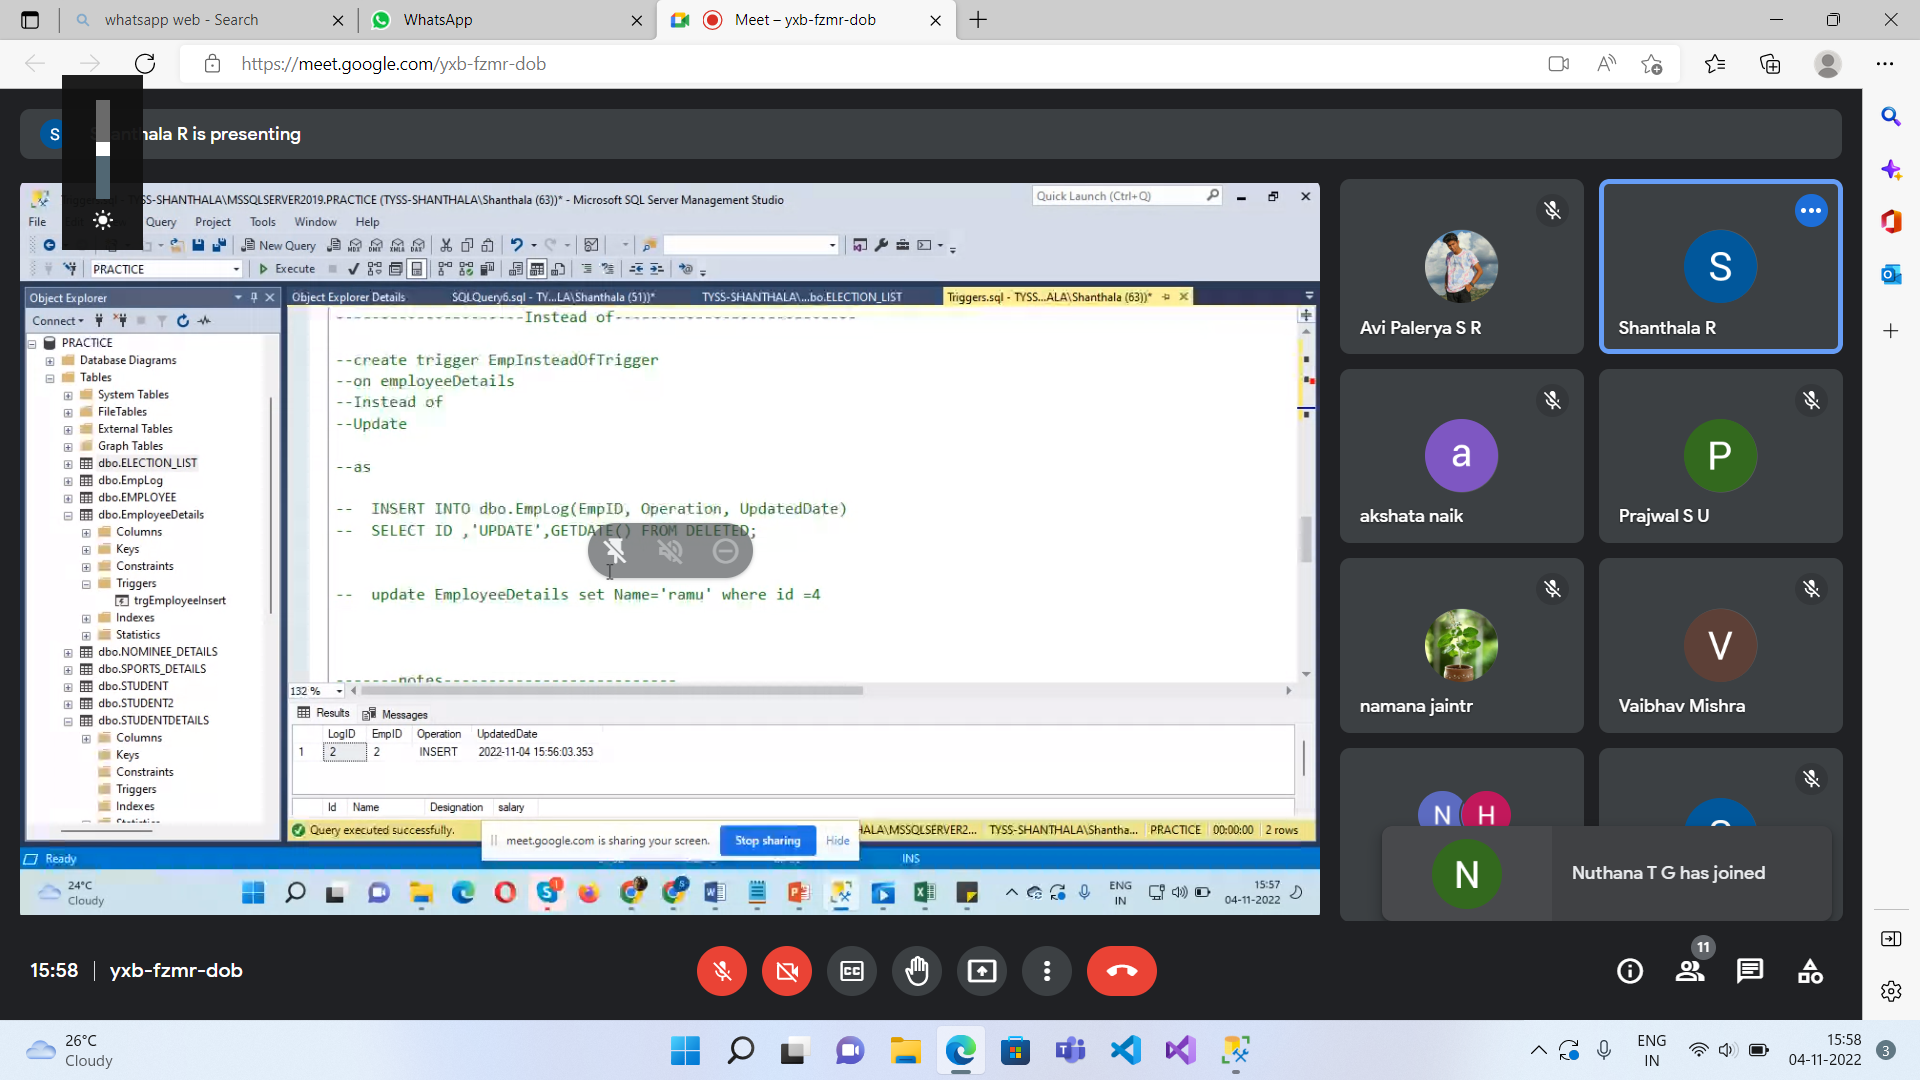 whatsapp web - Search
WhatsApp
Meet – yxb-fzmr-dob
https://meet.google.com/yxb-fzmr-dob
S
hala R is presenting
TYSS-SHANTHALA\MSSQLSERVER2019.PRACTICE (TYSS-SHANTHALA\Shanthala (63))* - Microsoft SQL Server Management Studio
Quick Launch (Ctrl+Q)
File
Query
Project
Tools
Window
Help
New Query
PRACTICE
Execute
Object Explorer
Connect
PRACTICE
Database Diagrams
Tables
System Tables
FileTables
External Tables
Graph Tables
dbo.ELECTION_LIST
dbo.EmpLog
dbo.EMPLOYEE
dbo.EmployeeDetails
Columns
Keys
Constraints
Triggers
trgEmployeeInsert
Indexes
Statistics
dbo.NOMINEE_DETAILS
dbo.SPORTS_DETAILS
dbo.STUDENT
dbo.STUDENT2
dbo.STUDENTDETAILS
Columns
Keys
Constraints
Triggers
Indexes
Object Explorer Details
SQLQuery6.sql - TY...LA\Shanthala (51))*
TYSS-SHANTHALA\...bo.ELECTION_LIST
Triggers.sql - TYSS...ALA\Shanthala (63))*
---------------------Instead of---------------------------
--create trigger EmpInsteadOfTrigger
--on employeeDetails
--Instead of
--Update
--as
-- INSERT INTO dbo.EmpLog(EmpID, Operation, UpdatedDate)
-- SELECT ID ,'UPDATE',GETDATE() FROM DELETED;
-- update EmployeeDetails set Name='ramu' where id =4
-------notes--------------------------
132 %
Results
Messages
LogID EmpID Operation UpdatedDate
1 2 2 INSERT 2022-11-04 15:56:03.353
Id Name Designation salary
Query executed successfully.
HALA\MSSQLSERVER2...
TYSS-SHANTHALA\Shantha...
PRACTICE
00:00:00
2 rows
meet.google.com is sharing your screen.
Stop sharing
Hide
Ready
INS
24°C
Cloudy
ENG
IN
15:57
04-11-2022
Avi Palerya S R
S
Shanthala R
a
akshata naik
P
Prajwal S U
namana jaintr
V
Vaibhav Mishra
N
H
N
Nuthana T G has joined
15:58
yxb-fzmr-dob
11
26°C
Cloudy
ENG
IN
15:58
04-11-2022
3